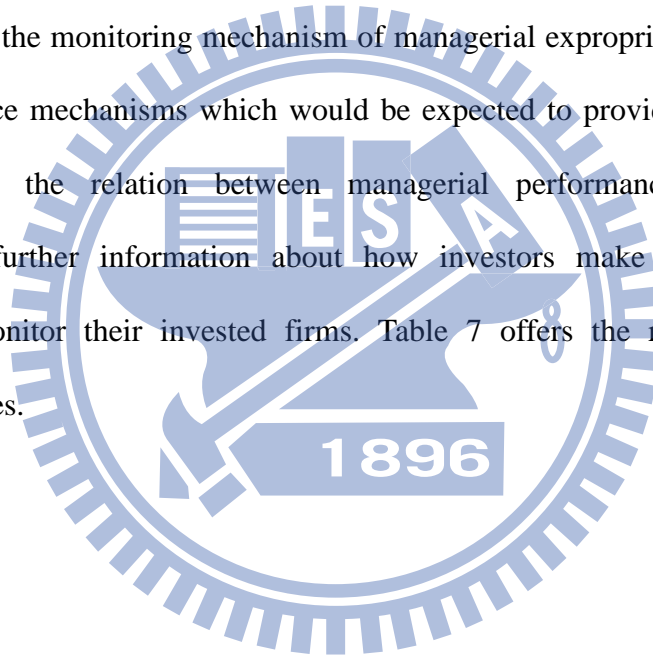 the monitoring mechanism of managerial expropri
ce mechanisms which would be expected to provi
the relation between managerial performanc
further information about how investors make
onitor their invested firms. Table 7 offers the
es.
E S A
1896